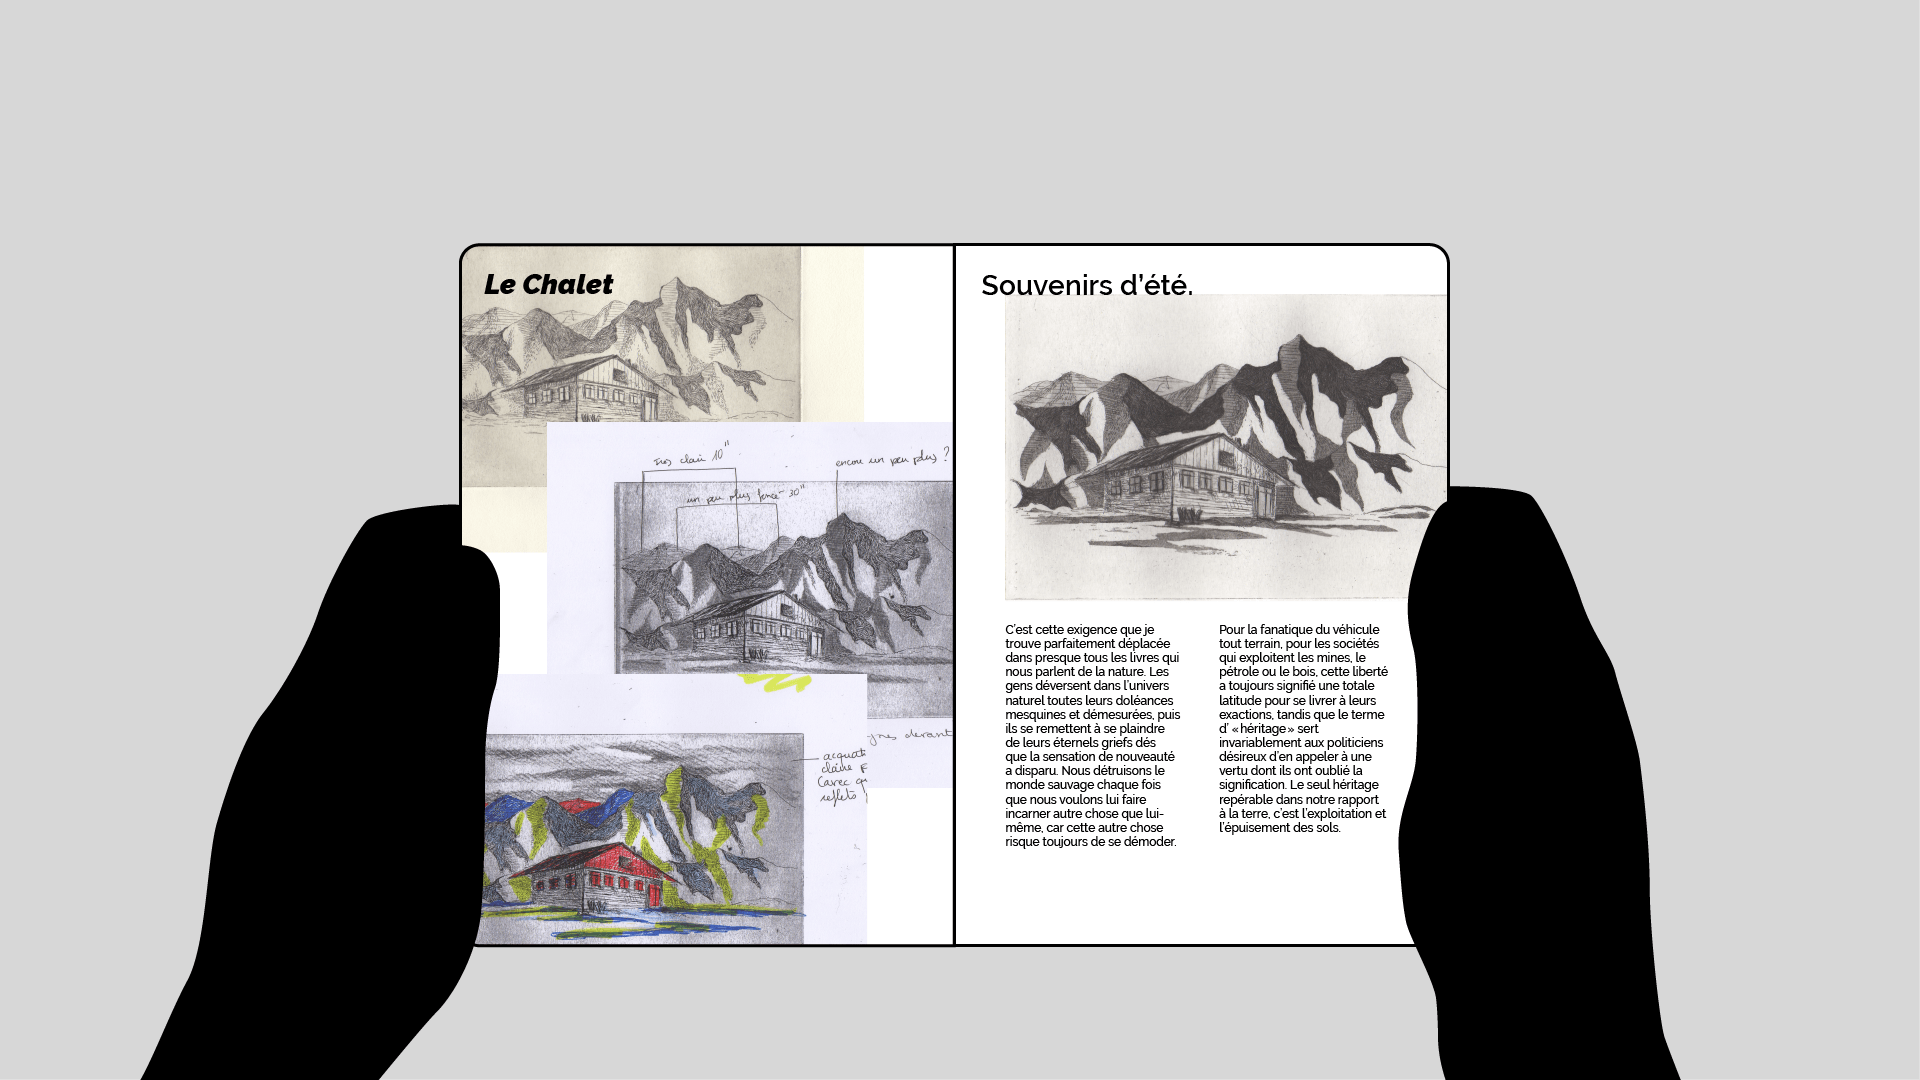 Le Chalet
très clair 10"
un peu plus foncé 30"
encore un peu plus ?
devant
acquat
claire F
(avec qu
reflets
Souvenirs d’été.
C’est cette exigence que je
trouve parfaitement déplacée
dans presque tous les livres qui
nous parlent de la nature. Les
gens déversent dans l’univers
naturel toutes leurs doléances
mesquines et démesurées, puis
ils se remettent à se plaindre
de leurs éternels griefs dés
que la sensation de nouveauté
a disparu. Nous détruisons le
monde sauvage chaque fois
que nous voulons lui faire
incarner autre chose que lui-
même, car cette autre chose
risque toujours de se démoder.
Pour la fanatique du véhicule
tout terrain, pour les sociétés
qui exploitent les mines, le
pétrole ou le bois, cette liberté
a toujours signifié une totale
latitude pour se livrer à leurs
exactions, tandis que le terme
d’ « héritage » sert
invariablement aux politiciens
désireux d’en appeler à une
vertu dont ils ont oublié la
signification. Le seul héritage
repérable dans notre rapport
à la terre, c’est l’exploitation et
l’épuisement des sols.